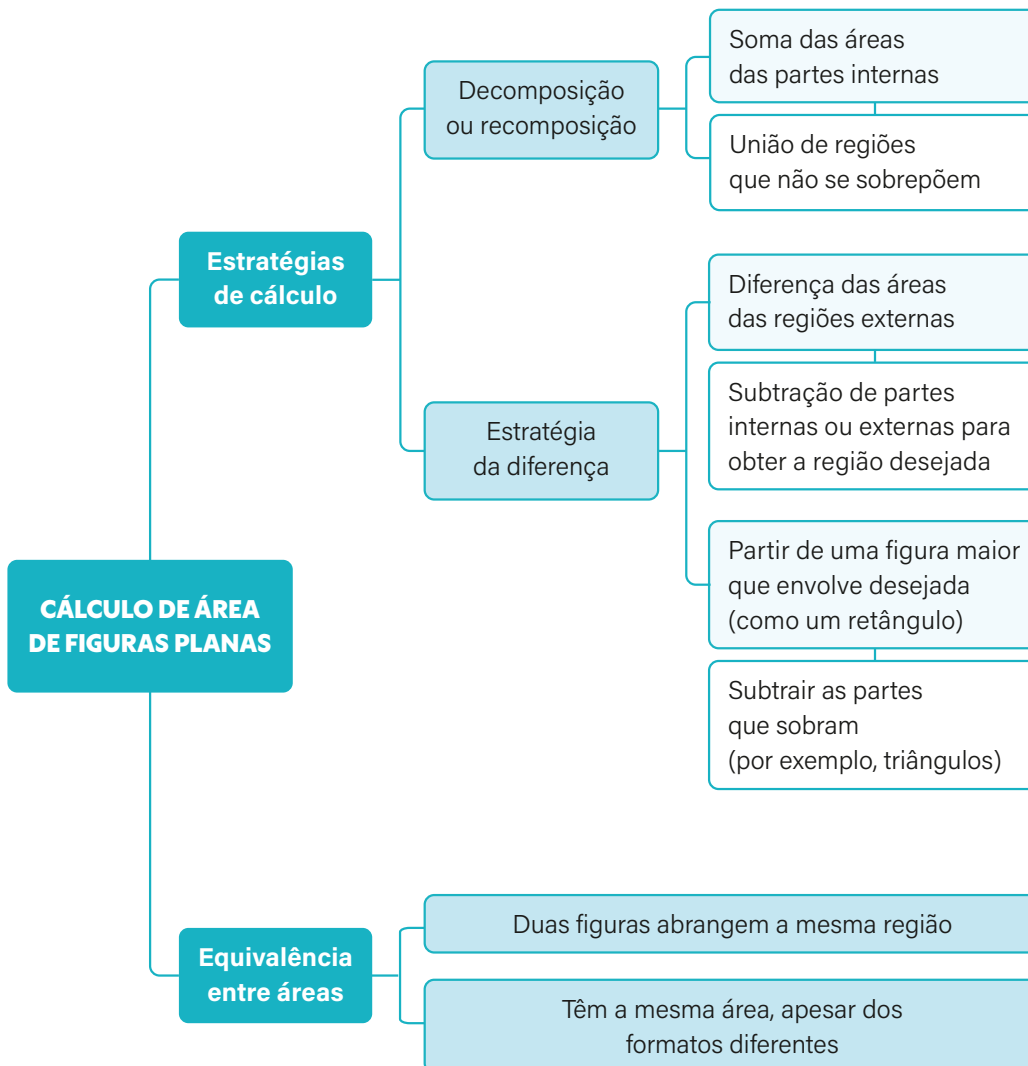 CÁLCULO DE ÁREA
DE FIGURAS PLANAS
Estratégias
de cálculo
Decomposição
ou recomposição
Soma das áreas
das partes internas
União de regiões
que não se sobrepõem
Estratégia
da diferença
Diferença das áreas
das regiões externas
Subtração de partes
internas ou externas para
obter a região desejada
Partir de uma figura maior
que envolve desejada
(como um retângulo)
Subtrair as partes
que sobram
(por exemplo, triângulos)
Equivalência
entre áreas
Duas figuras abrangem a mesma região
Têm a mesma área, apesar dos
formatos diferentes